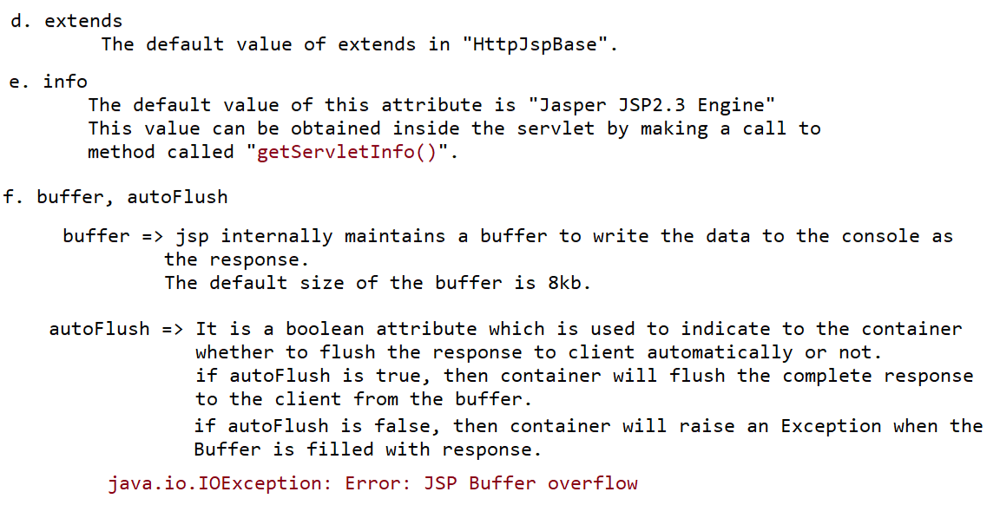 d. extends
The default value of extends in "HttpJspBase".
e. info
The default value of this attribute is "Jasper JSP2.3 Engine"
This value can be obtained inside the servlet by making a call to
method called "getServletInfo()".
f. buffer, autoFlush
buffer => jsp internally maintains a buffer to write the data to the console as
the response.
The default size of the buffer is 8kb.
autoFlush => It is a boolean attribute which is used to indicate to the container
whether to flush the response to client automatically or not.
if autoFlush is true, then container will flush the complete response
to the client from the buffer.
if autoFlush is false, then container will raise an Exception when the
Buffer is filled with response.
java.io.IOException: Error: JSP Buffer overflow